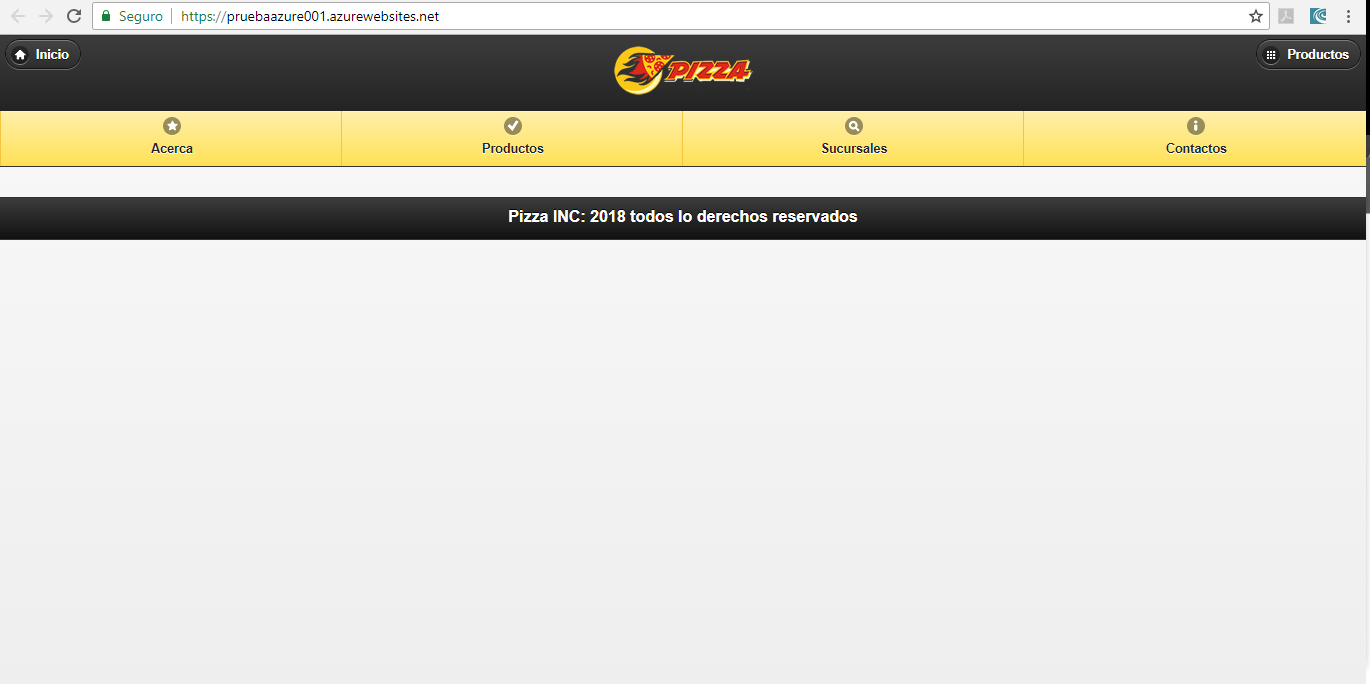 Seguro https://pruebaazure001.azurewebsites.net
Inicio PIZZA Productos
Acerca Productos Sucursales Contactos
Pizza INC: 2018 todos lo derechos reservados